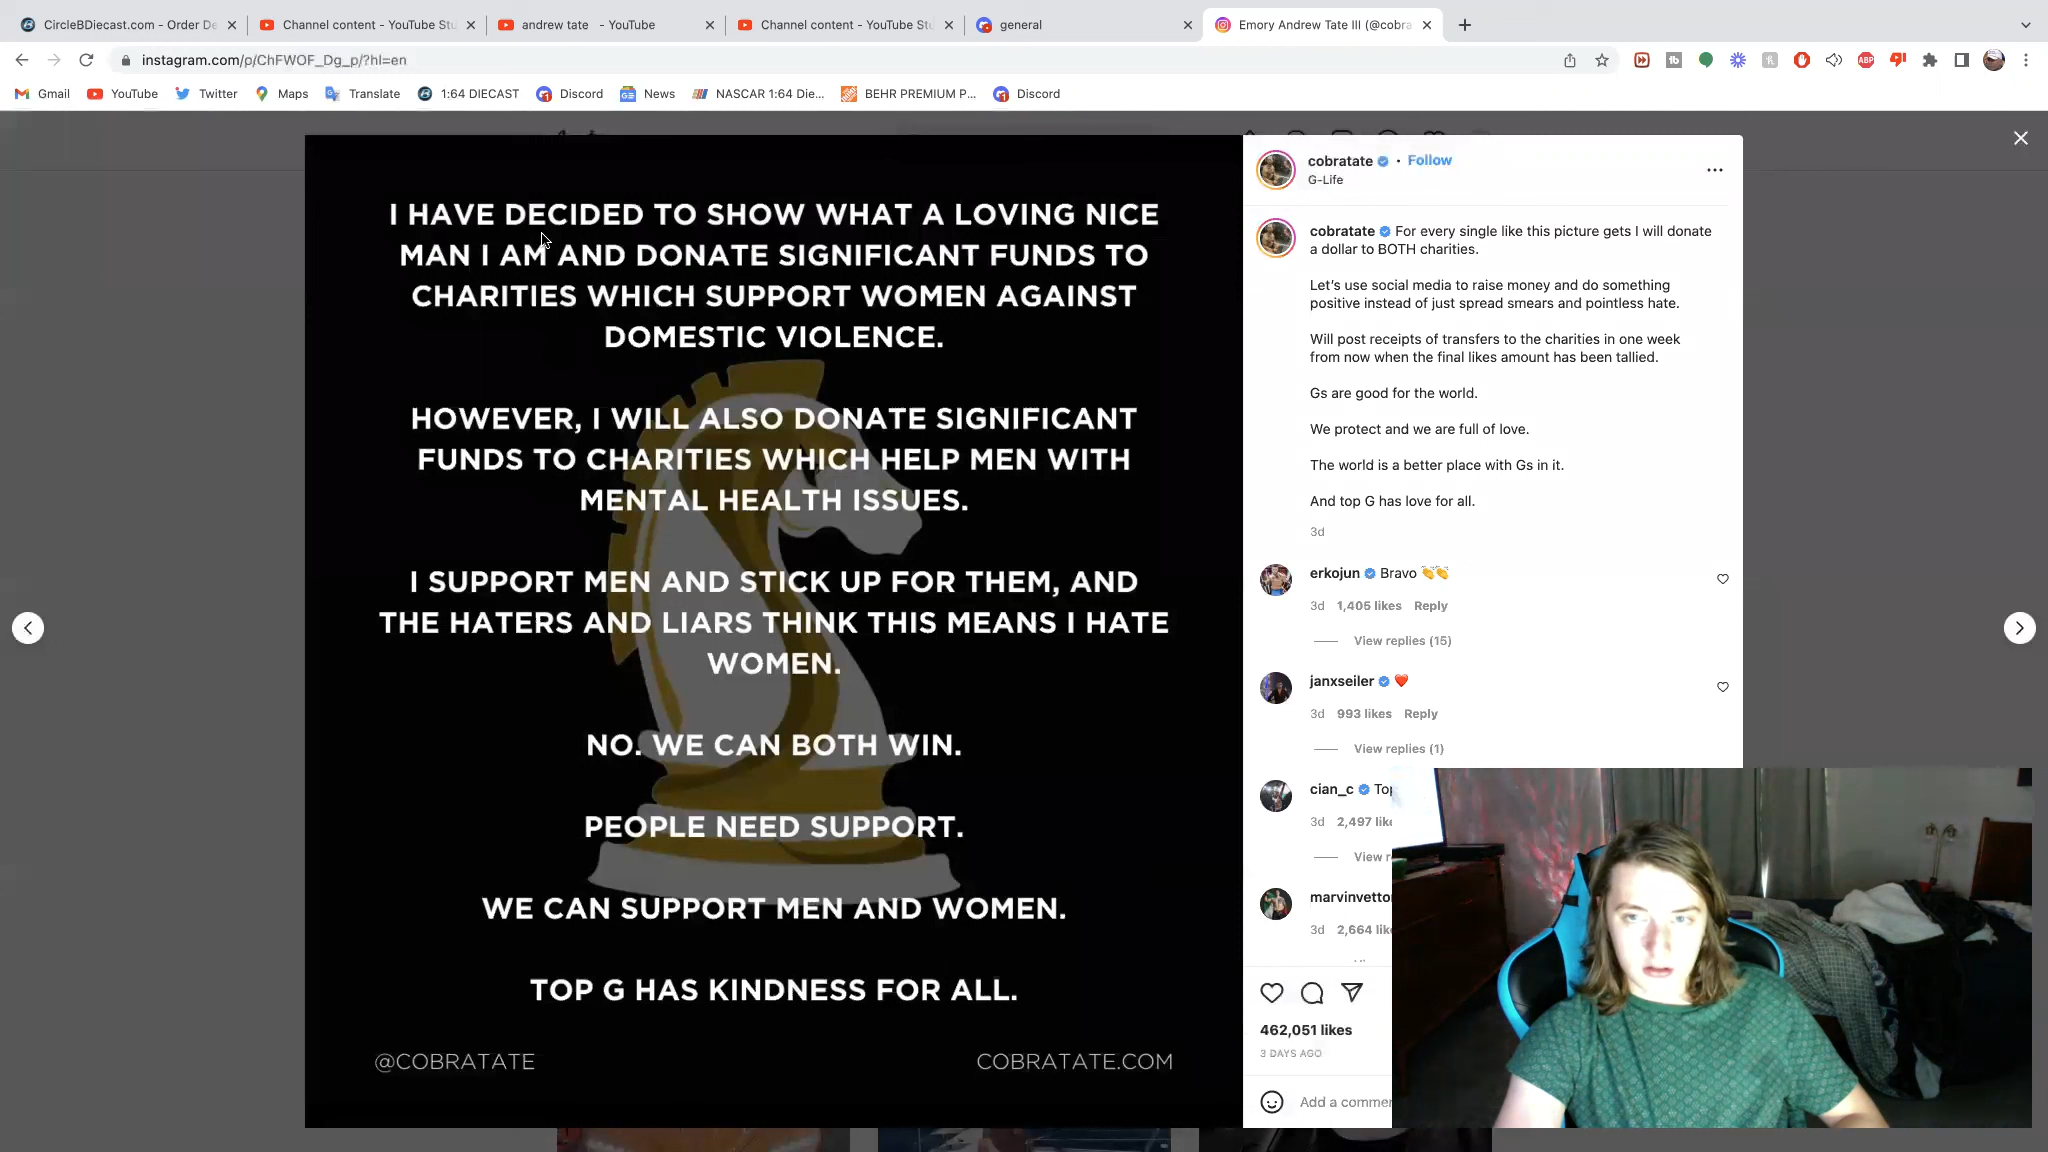 CircleBDiecast.com - Order De
Channel content - YouTube Stu
andrew tate - YouTube
Channel content - YouTube Stu
general
Emory Andrew Tate III (@cobra
instagram.com/p/ChFWOF_Dg_p/?hl=en
ABP
Gmail
YouTube
Twitter
Maps
Translate
1:64 DIECAST
Discord
News
NASCAR 1:64 Die...
BEHR PREMIUM P...
Discord
I HAVE DECIDED TO SHOW WHAT A LOVING NICE
MAN I AM AND DONATE SIGNIFICANT FUNDS TO
CHARITIES WHICH SUPPORT WOMEN AGAINST
DOMESTIC VIOLENCE.
HOWEVER, I WILL ALSO DONATE SIGNIFICANT
FUNDS TO CHARITIES WHICH HELP MEN WITH
MENTAL HEALTH ISSUES.
I SUPPORT MEN AND STICK UP FOR THEM, AND
THE HATERS AND LIARS THINK THIS MEANS I HATE
WOMEN.
NO. WE CAN BOTH WIN.
PEOPLE NEED SUPPORT.
WE CAN SUPPORT MEN AND WOMEN.
TOP G HAS KINDNESS FOR ALL.
@COBRATATE
COBRATATE.COM
cobratate • Follow
G-Life
cobratate For every single like this picture gets I will donate
a dollar to BOTH charities.
Let's use social media to raise money and do something
positive instead of just spread smears and pointless hate.
Will post receipts of transfers to the charities in one week
from now when the final likes amount has been tallied.
Gs are good for the world.
We protect and we are full of love.
The world is a better place with Gs in it.
And top G has love for all.
3d
erkojun Bravo 👏👏
3d 1,405 likes Reply
View replies (15)
janxseiler ❤️
3d 993 likes Reply
View replies (1)
cian_c Top
3d 2,497 like
View r
marvinvettor
3d 2,664 lik
462,051 likes
3 DAYS AGO
Add a commen